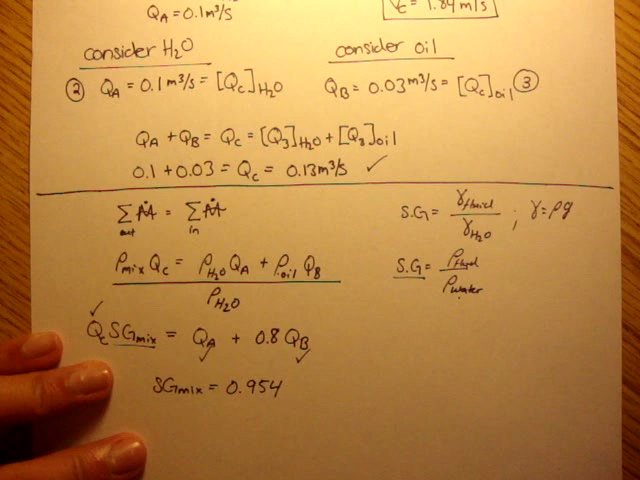 Q_A = 0.1 m³/s
V_C = 1.84 m/s
consider H₂O
consider oil
② Q_A = 0.1 m³/s = [Q_C]_H₂O
Q_B = 0.03 m³/s = [Q_C]_oil ③
Q_A + Q_B = Q_C = [Q_3]_H₂O + [Q_3]_oil
0.1 + 0.03 = Q_C = 0.13 m³/s ✓
∑_out Ṁ = ∑_in Ṁ
S.G = γ_fluid / γ_H₂O ; γ = ρg
ρ_mix Q_C = ρ_H₂O Q_A + ρ_oil Q_B
ρ_H₂O
S.G = ρ_fluid / ρ_water
✓ Q_C SG_mix = Q_A ✓ + 0.8 Q_B ✓
SG_mix = 0.954